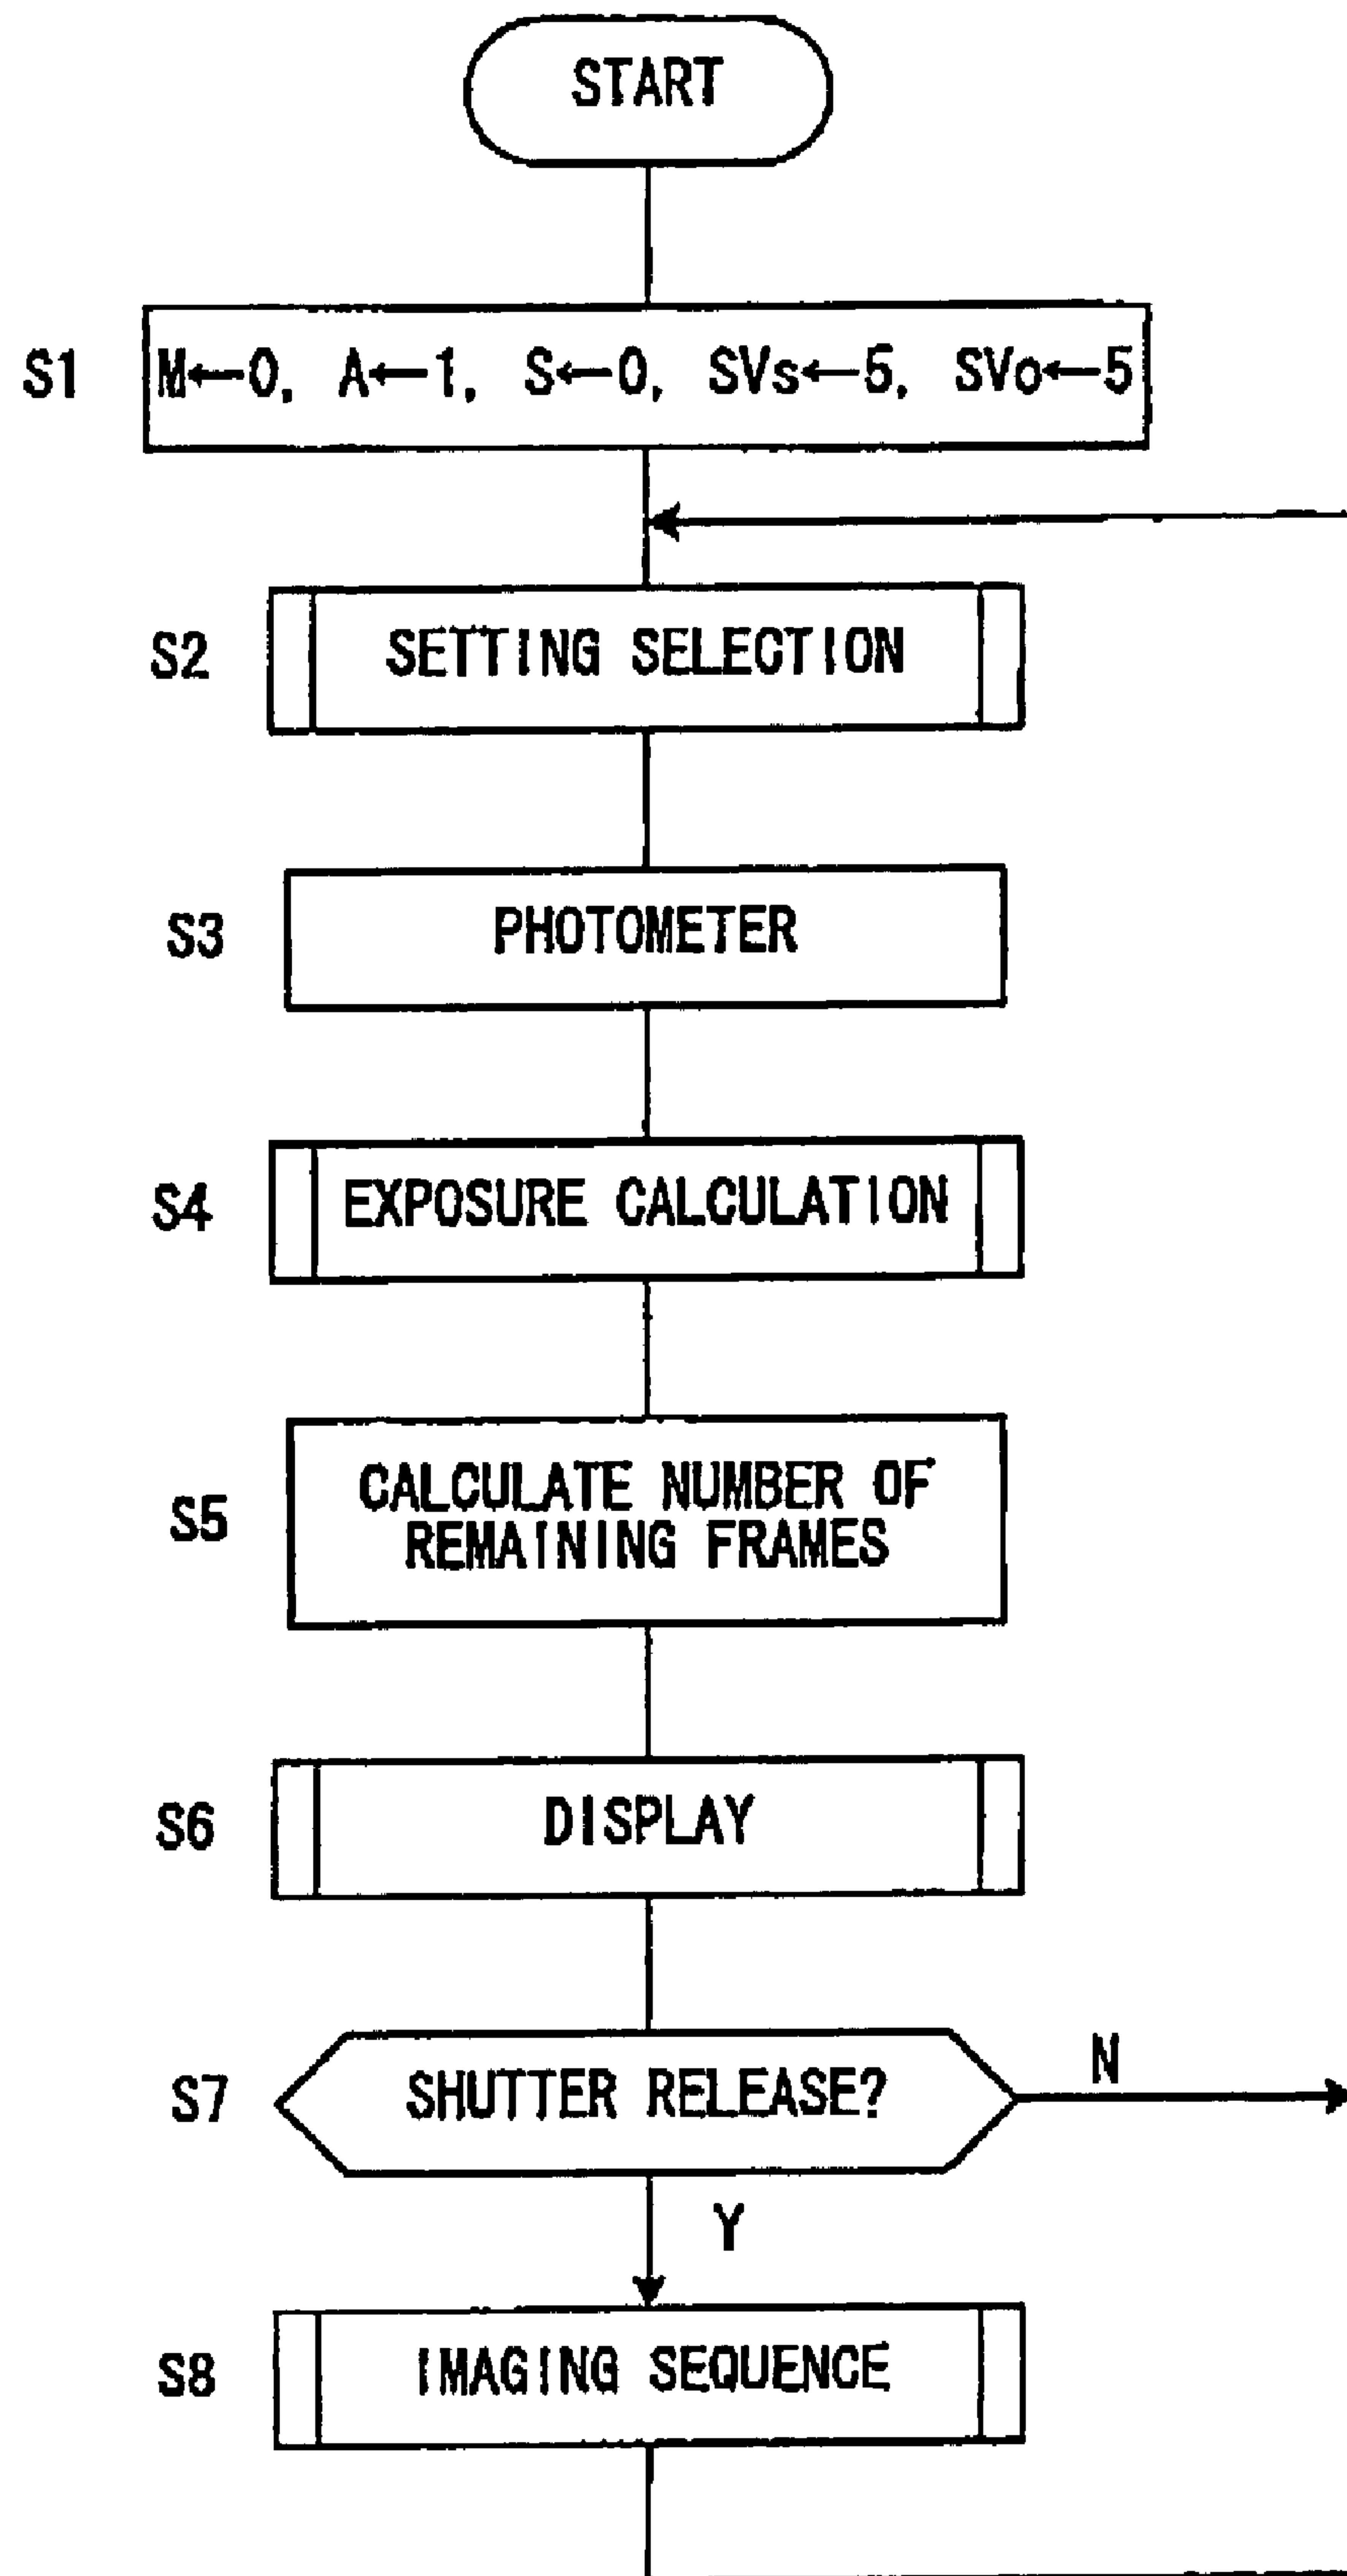 START
S1 M←0, A←1, S←0, SVs←5, SVo←5
S2 SETTING SELECTION
S3 PHOTOMETER
S4 EXPOSURE CALCULATION
S5 CALCULATE NUMBER OF
REMAINING FRAMES
S6 DISPLAY
S7 SHUTTER RELEASE? N
Y
S8 IMAGING SEQUENCE